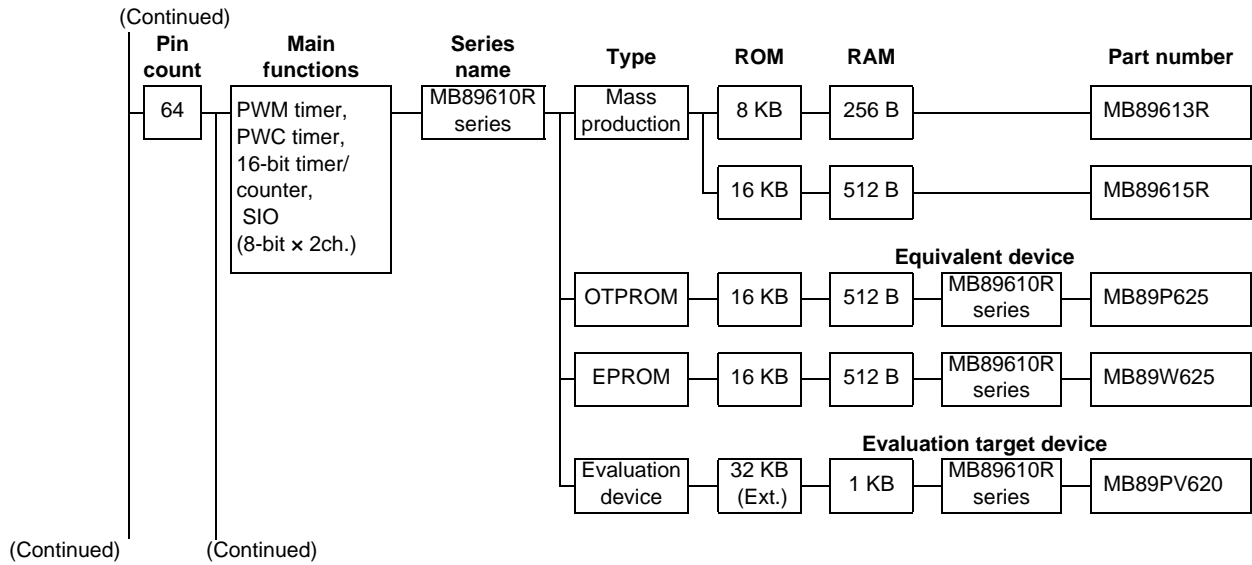 (Continued)
Pin count
Main functions
Series name
Type
ROM
RAM
Part number
64
PWM timer,
PWC timer,
16-bit timer/
counter,
SIO
(8-bit × 2ch.)
MB89610R
series
Mass
production
8 KB
256 B
MB89613R
16 KB
512 B
MB89615R
Equivalent device
OTPROM
16 KB
512 B
MB89610R
series
MB89P625
EPROM
16 KB
512 B
MB89610R
series
MB89W625
Evaluation target device
Evaluation
device
32 KB
(Ext.)
1 KB
MB89610R
series
MB89PV620
(Continued)
(Continued)